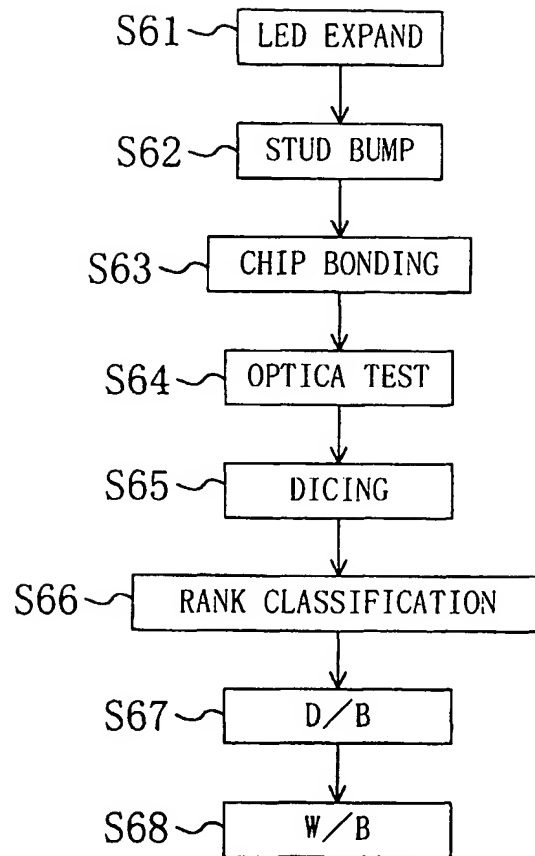 S61 LED EXPAND
S62 STUD BUMP
S63 CHIP BONDING
S64 OPTICA TEST
S65 DICING
S66 RANK CLASSIFICATION
S67 D/B
S68 W/B